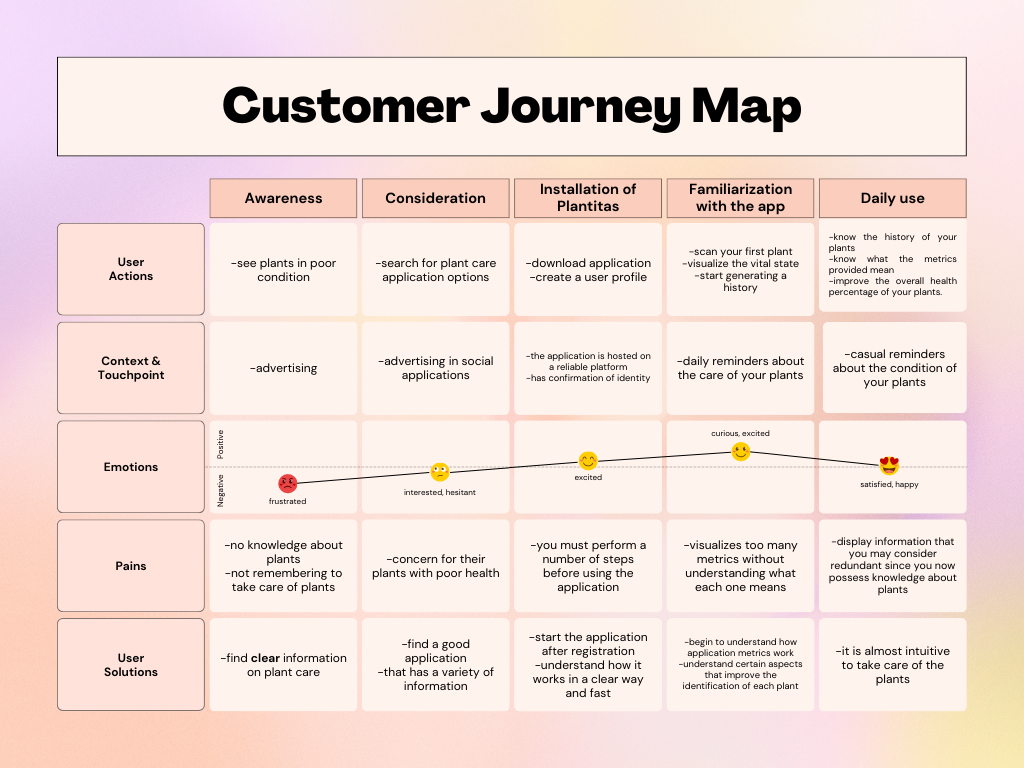 Customer Journey Map
Awareness
Consideration
Installation of
Plantitas
Familiarization
with the app
Daily use
User
Actions
-see plants in poor
condition
-search for plant care
application options
-download application
-create a user profile
-scan your first plant
-visualize the vital state
-start generating a
history
-know the history of your
plants
-know what the metrics
provided mean
-improve the overall health
percentage of your plants.
Context &
Touchpoint
-advertising
-advertising in social
applications
-the application is hosted on
a reliable platform
-has confirmation of identity
-daily reminders about
the care of your plants
-casual reminders
about the condition of
your plants
Emotions
Positive
Negative
frustrated
interested, hesitant
excited
curious, excited
satisfied, happy
Pains
-no knowledge about
plants
-not remembering to
take care of plants
-concern for their
plants with poor health
-you must perform a
number of steps
before using the
application
-visualizes too many
metrics without
understanding what
each one means
-display information that
you may consider
redundant since you now
possess knowledge about
plants
User
Solutions
-find clear information
on plant care
-find a good
application
-that has a variety of
information
-start the application
after registration
-understand how it
works in a clear way
and fast
-begin to understand how
application metrics work
-understand certain aspects
that improve the
identification of each plant
-it is almost intuitive
to take care of the
plants